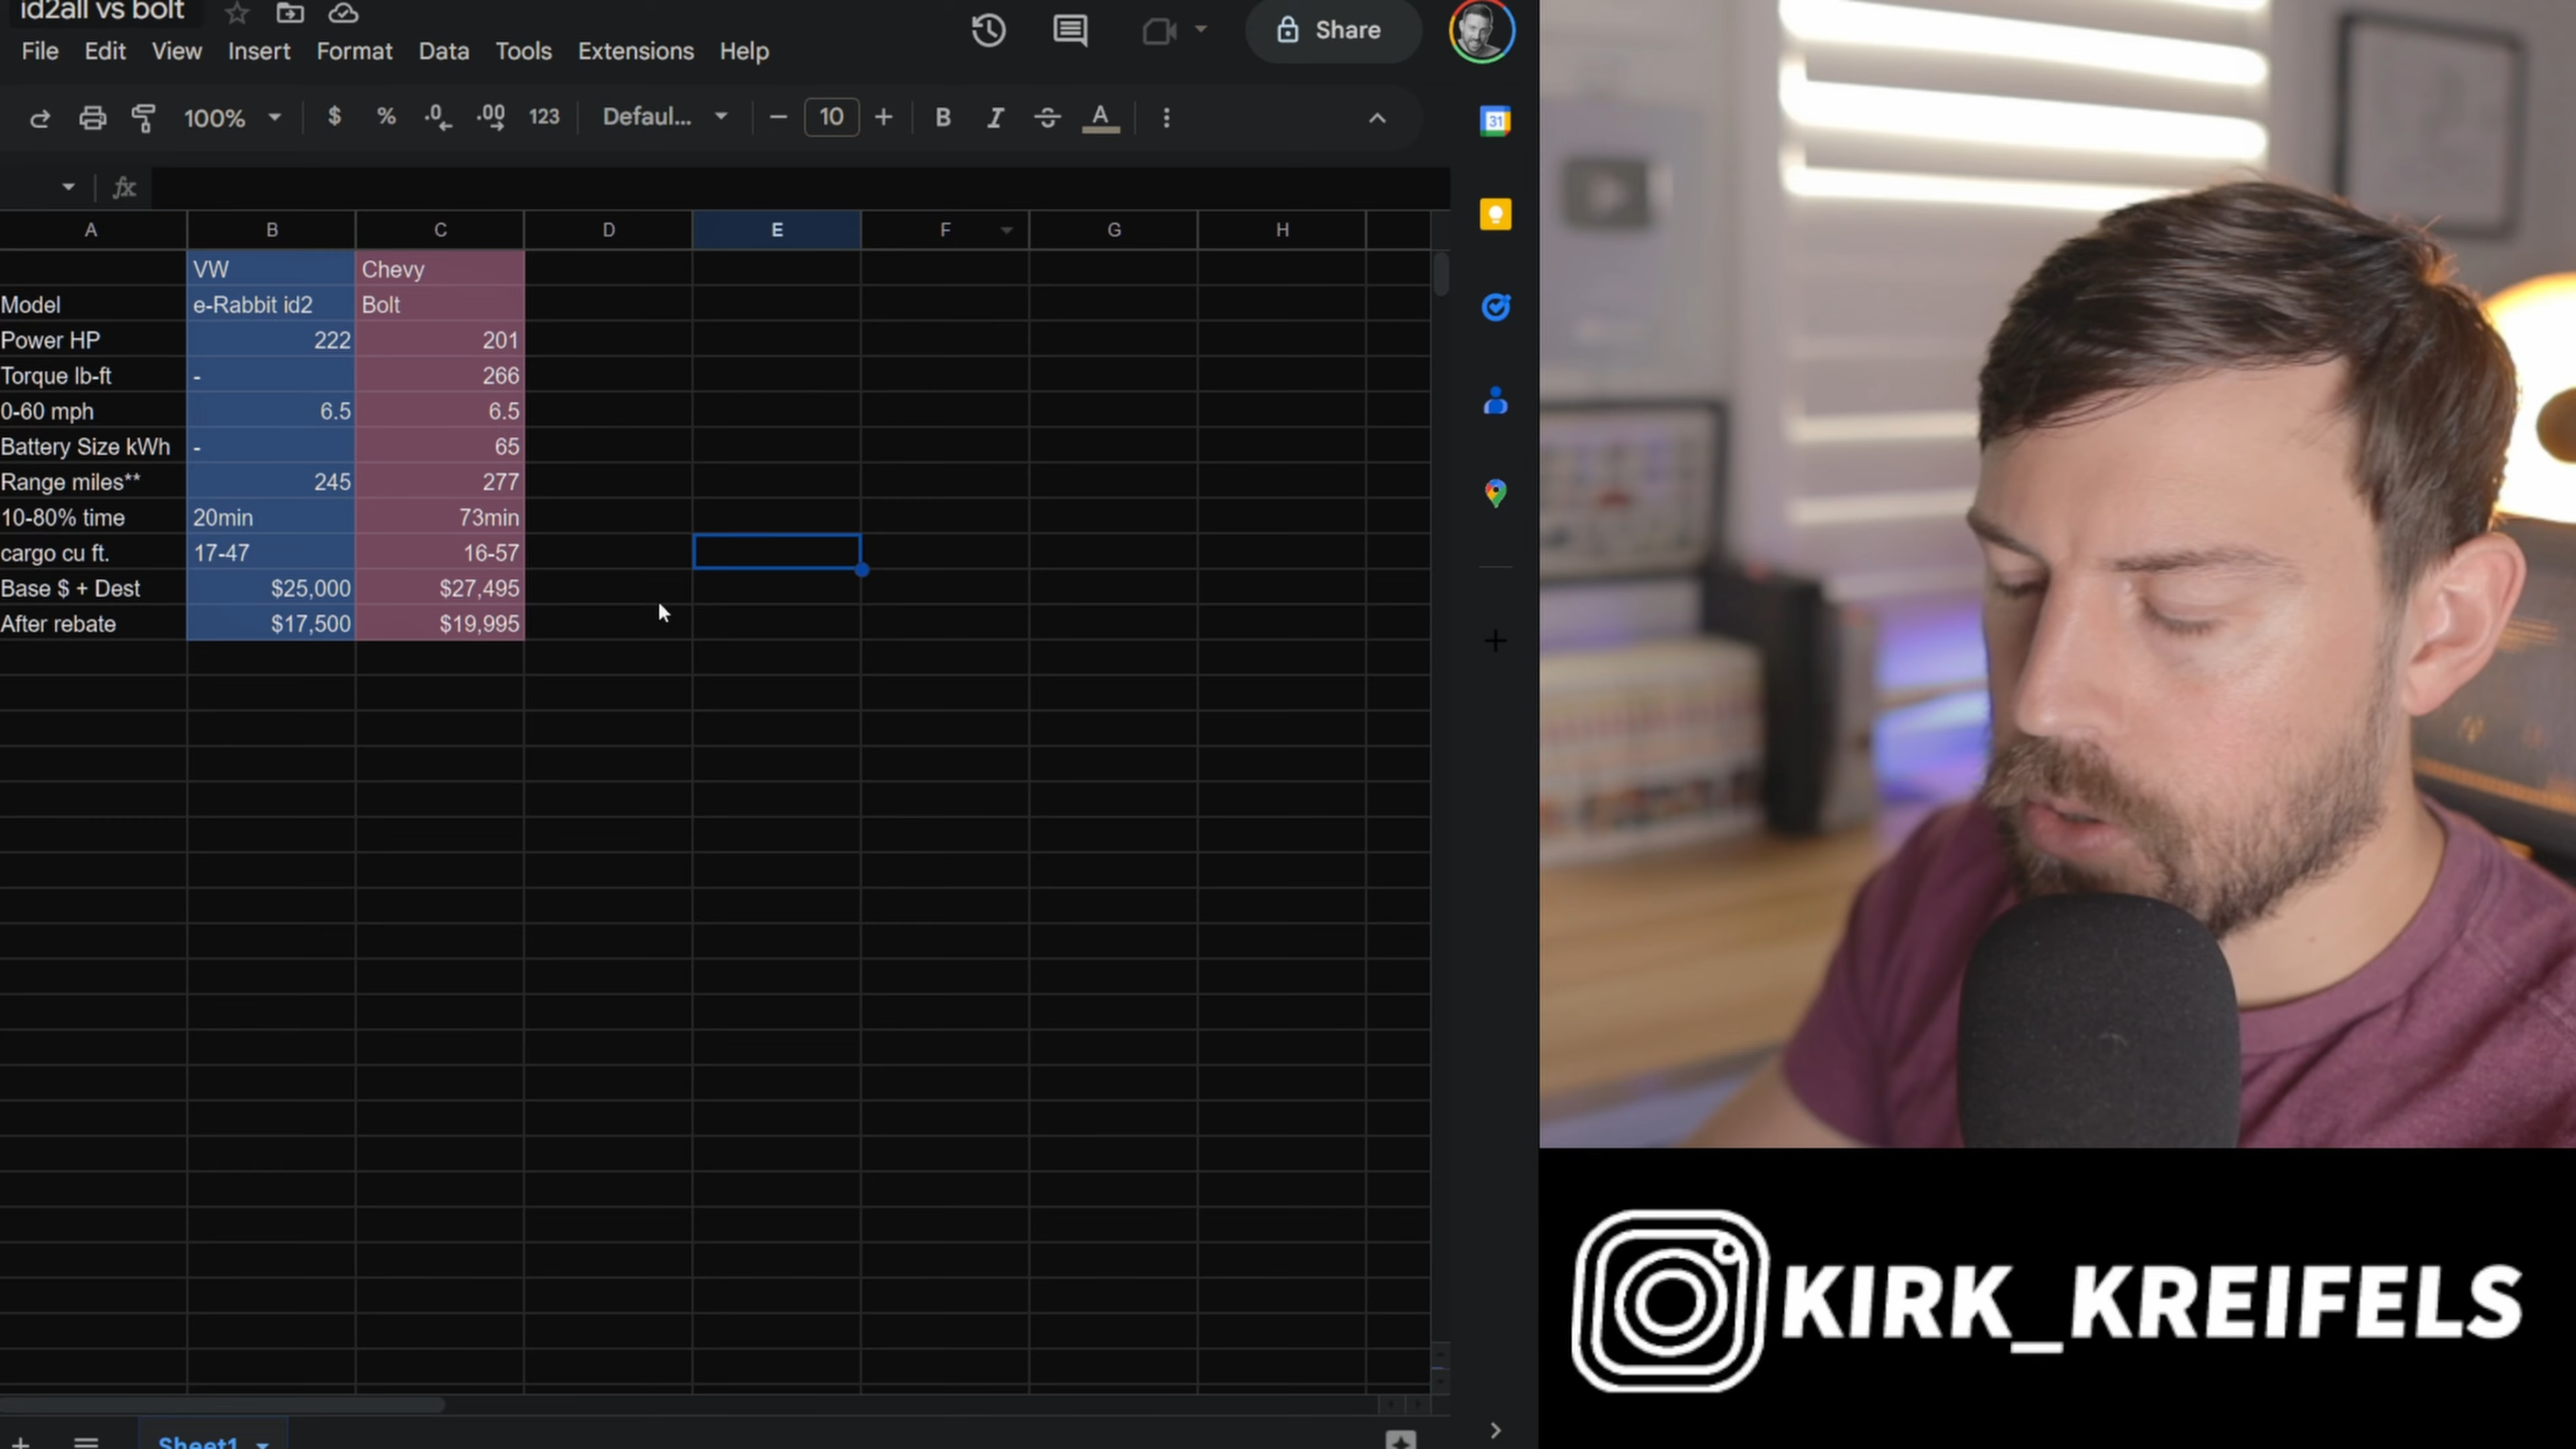 id2all vs bolt
File Edit View Insert Format Data Tools Extensions Help
Share
100% $ % .0 .00 123 Defaul... 10 B I S A
fx
31
A B C D E F G H
VW Chevy
Model e-Rabbit id2 Bolt
Power HP 222 201
Torque lb-ft - 266
0-60 mph 6.5 6.5
Battery Size kWh - 65
Range miles** 245 277
10-80% time 20min 73min
cargo cu ft. 17-47 16-57
Base $ + Dest $25,000 $27,495
After rebate $17,500 $19,995
Sheet1
KIRK_KREIFELS